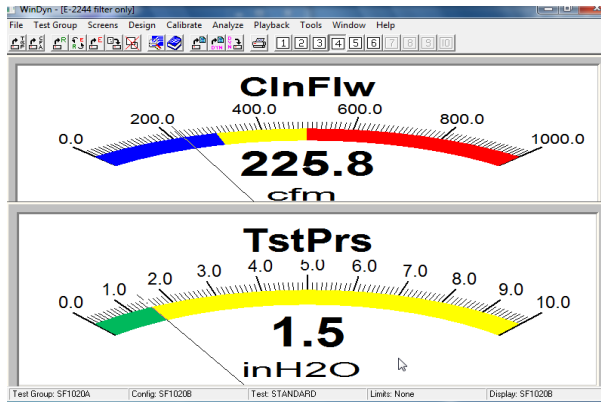 WinDyn - [E-2244 filter only]
File Test Group Screens Design Calibrate Analyze Playback Tools Window Help
1 2 3 4 5 6 7 8 9 10
ClnFlw
0.0 200.0 400.0 600.0 800.0 1000.0
225.8
cfm
TstPrs
0.0 1.0 2.0 3.0 4.0 5.0 6.0 7.0 8.0 9.0 10.0
1.5
inH2O
Test Group: SF1020A Config: SF1020B Test: STANDARD Limits: None Display: SF1020B